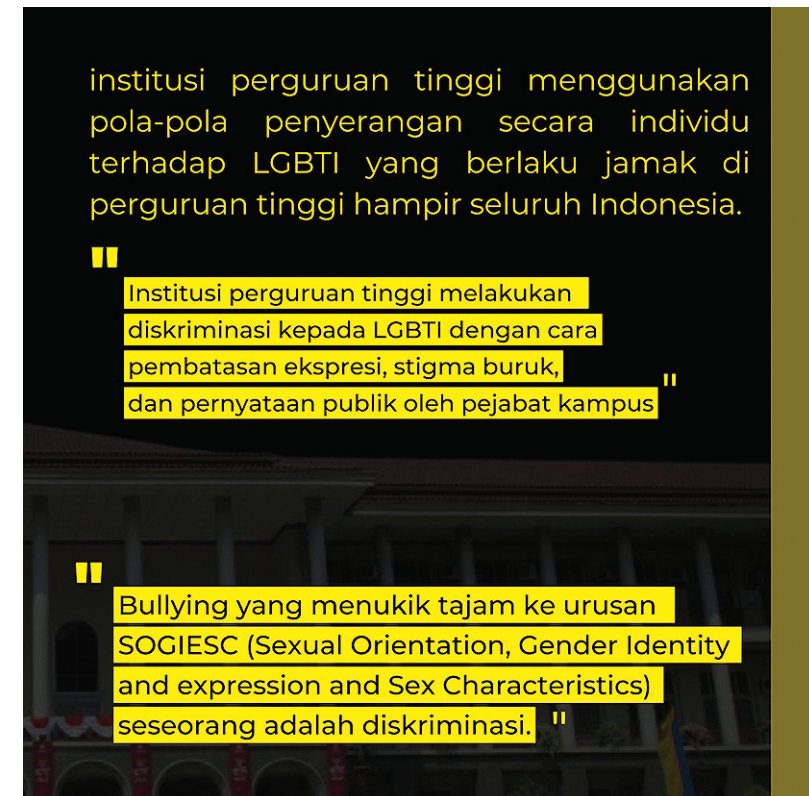 institusi perguruan tinggi menggunakan
pola-pola penyerangan secara individu
terhadap LGBTI yang berlaku jamak di
perguruan tinggi hampir seluruh Indonesia.
"
Institusi perguruan tinggi melakukan
diskriminasi kepada LGBTI dengan cara
pembatasan ekspresi, stigma buruk,
dan pernyataan publik oleh pejabat kampus "
"
Bullying yang menukik tajam ke urusan
SOGIESC (Sexual Orientation, Gender Identity
and expression and Sex Characteristics)
seseorang adalah diskriminasi. "